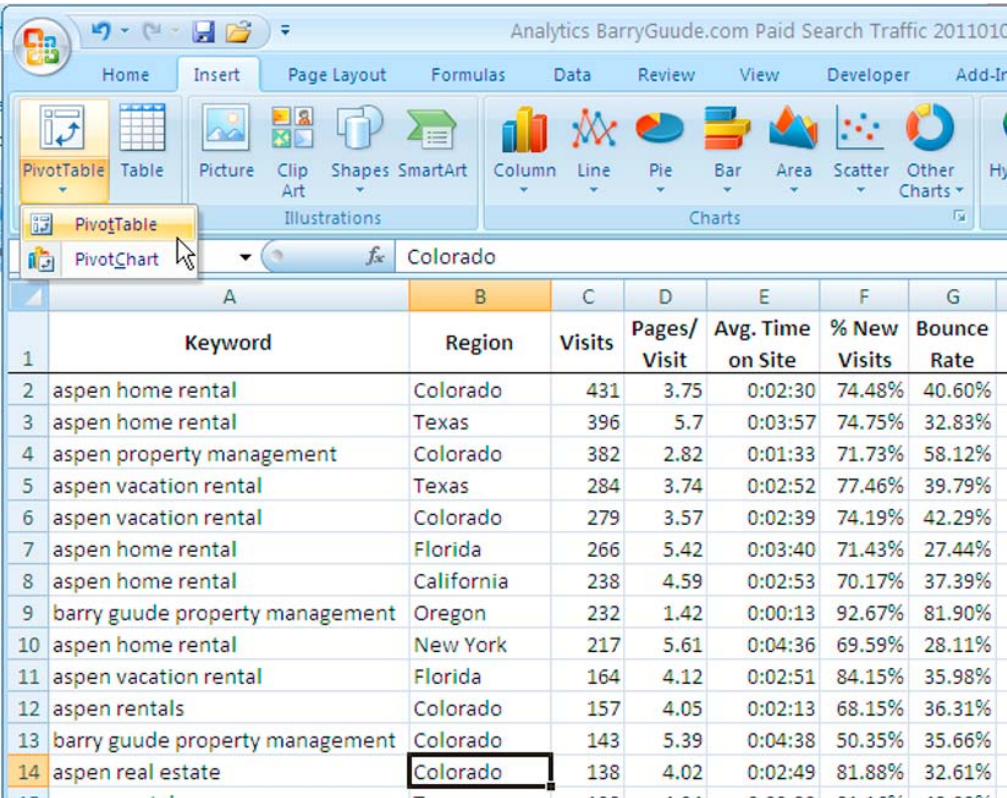 Analytics BarryGuude.com Paid Search Traffic 201101
Home Insert Page Layout Formulas Data Review View Developer Add-In
PivotTable Table Picture Clip Art Shapes SmartArt Column Line Pie Bar Area Scatter Other Charts Hy
Illustrations Charts
PivotTable
PivotChart
fx Colorado
A B C D E F G
1 Keyword Region Visits Pages/ Visit Avg. Time on Site % New Visits Bounce Rate
2 aspen home rental Colorado 431 3.75 0:02:30 74.48% 40.60%
3 aspen home rental Texas 396 5.7 0:03:57 74.75% 32.83%
4 aspen property management Colorado 382 2.82 0:01:33 71.73% 58.12%
5 aspen vacation rental Texas 284 3.74 0:02:52 77.46% 39.79%
6 aspen vacation rental Colorado 279 3.57 0:02:39 74.19% 42.29%
7 aspen home rental Florida 266 5.42 0:03:40 71.43% 27.44%
8 aspen home rental California 238 4.59 0:02:53 70.17% 37.39%
9 barry guude property management Oregon 232 1.42 0:00:13 92.67% 81.90%
10 aspen home rental New York 217 5.61 0:04:36 69.59% 28.11%
11 aspen vacation rental Florida 164 4.12 0:02:51 84.15% 35.98%
12 aspen rentals Colorado 157 4.05 0:02:13 68.15% 36.31%
13 barry guude property management Colorado 143 5.39 0:04:38 50.35% 35.66%
14 aspen real estate Colorado 138 4.02 0:02:49 81.88% 32.61%